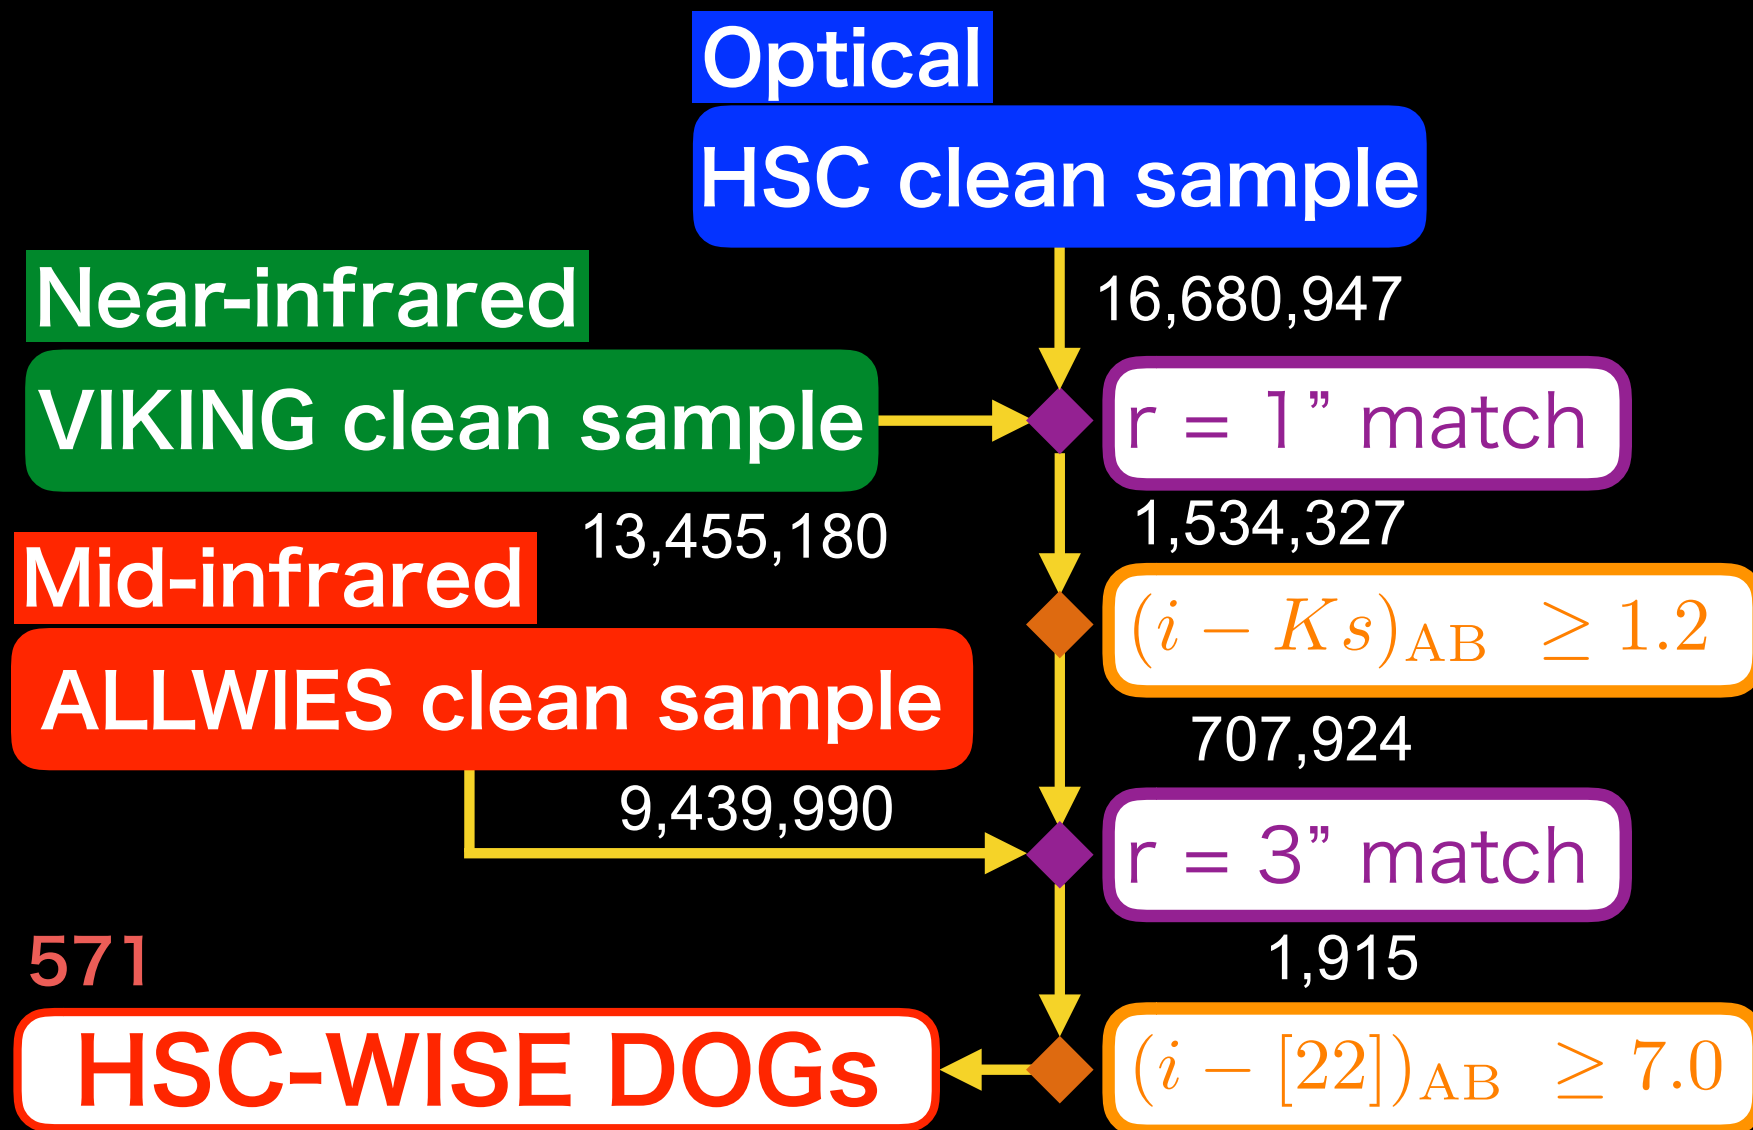 Optical
HSC clean sample
16,680,947
Near-infrared
VIKING clean sample
r = 1” match
13,455,180
1,534,327
Mid-infrared
ALLWIES clean sample
(i − Ks)AB ≥ 1.2
707,924
9,439,990
r = 3” match
1,915
571
HSC-WISE DOGs
(i − [22])AB ≥ 7.0